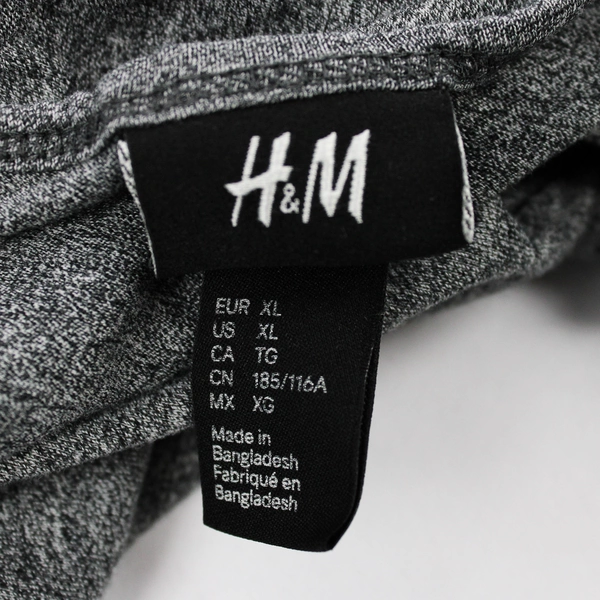 H&M
EUR XL
US XL
CA TG
CN 185/116A
MX XG
Made in
Bangladesh
Fabriqué en
Bangladesh